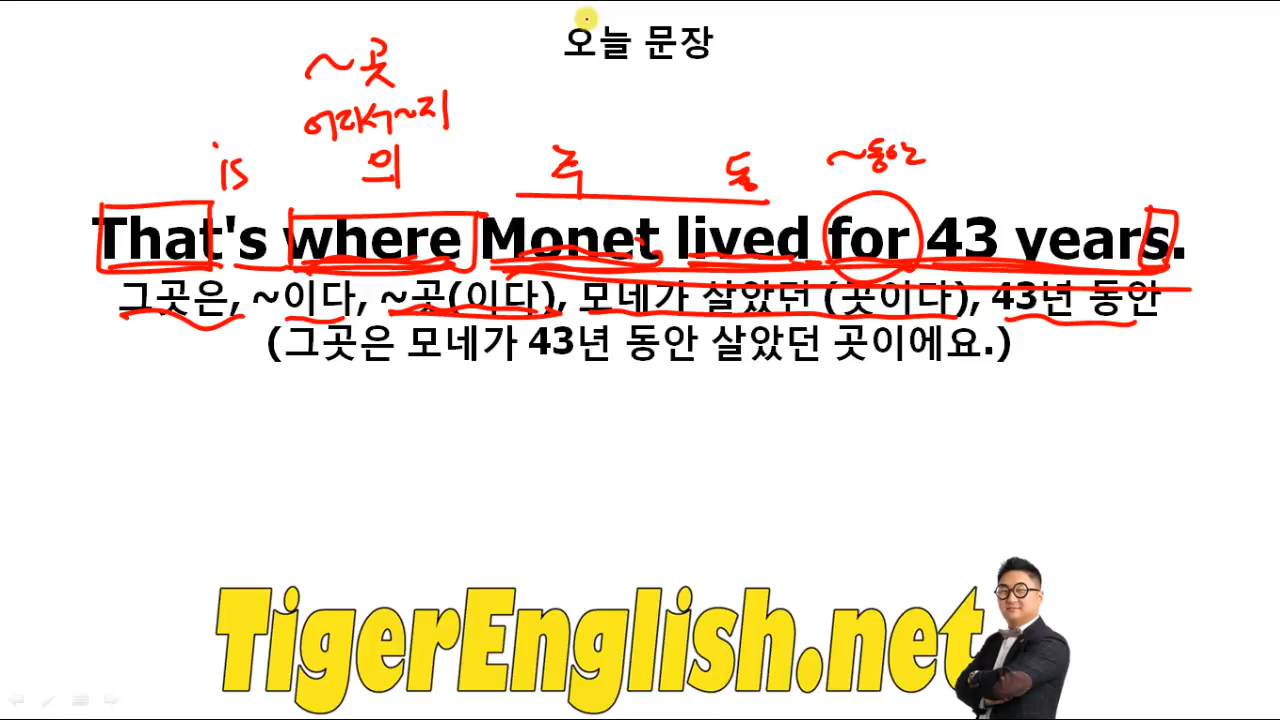 오늘 문장
~곳
어디서~지
is 의 주 동 ~동안
That's where Monet lived for 43 years.
그곳은, ~이다, ~곳(이다), 모네가 살았던 (곳이다), 43년 동안
(그곳은 모네가 43년 동안 살았던 곳이에요.)
TigerEnglish.net